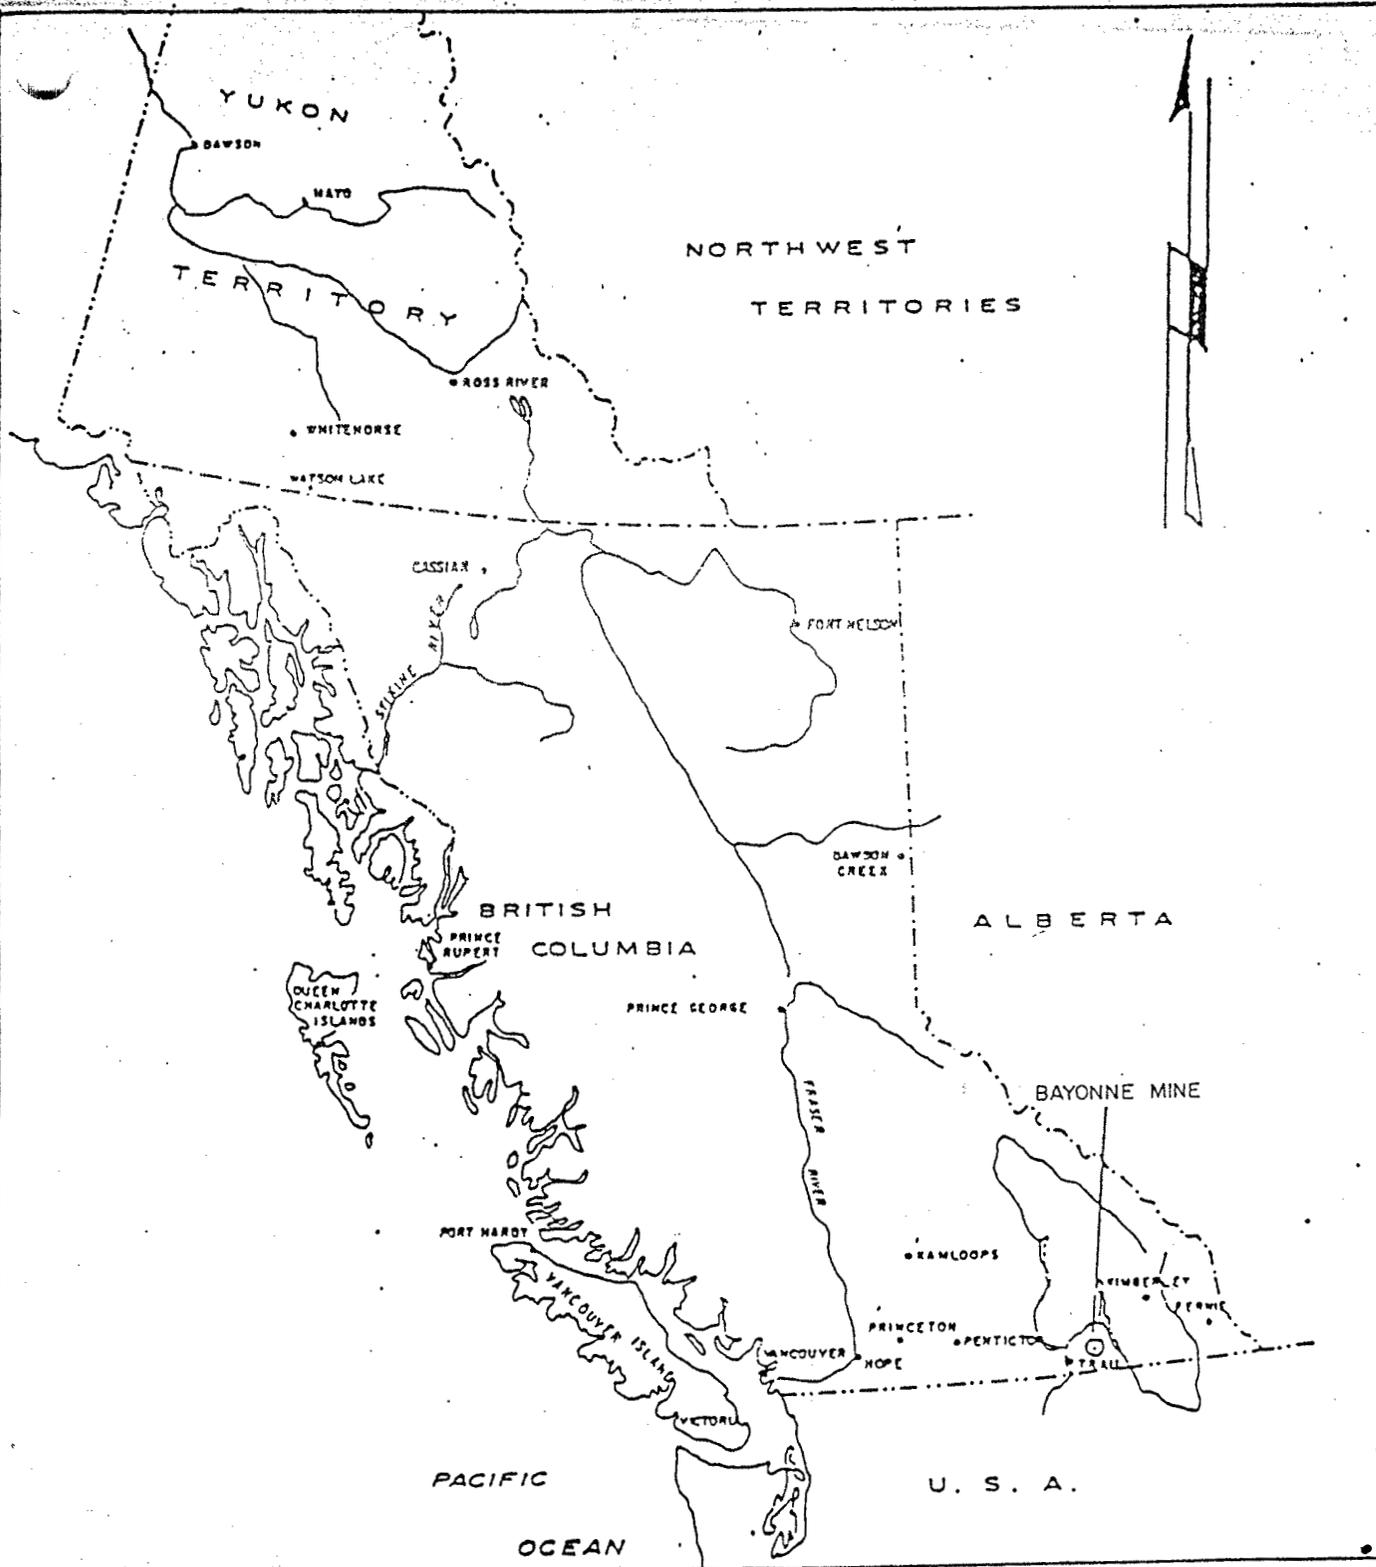 YUKON
DAWSON
MAYO
NORTHWEST
TERRITORIES
TERRITORY
ROSS RIVER
WHITEHORSE
WATSON LAKE
CASSIAR
FORT NELSON
STIKINE RIVER
DAWSON
CREEK
BRITISH
COLUMBIA
ALBERTA
PRINCE
RUPERT
QUEEN
CHARLOTTE
ISLANDS
PRINCE GEORGE
FRASER RIVER
BAYONNE MINE
PORT HARDY
KAMLOOPS
VANCOUVER ISLAND
KIMBERLEY
FERNIE
PRINCETON
PENTICTON
VANCOUVER
HOPE
TRAIL
VICTORIA
PACIFIC
OCEAN
U. S. A.